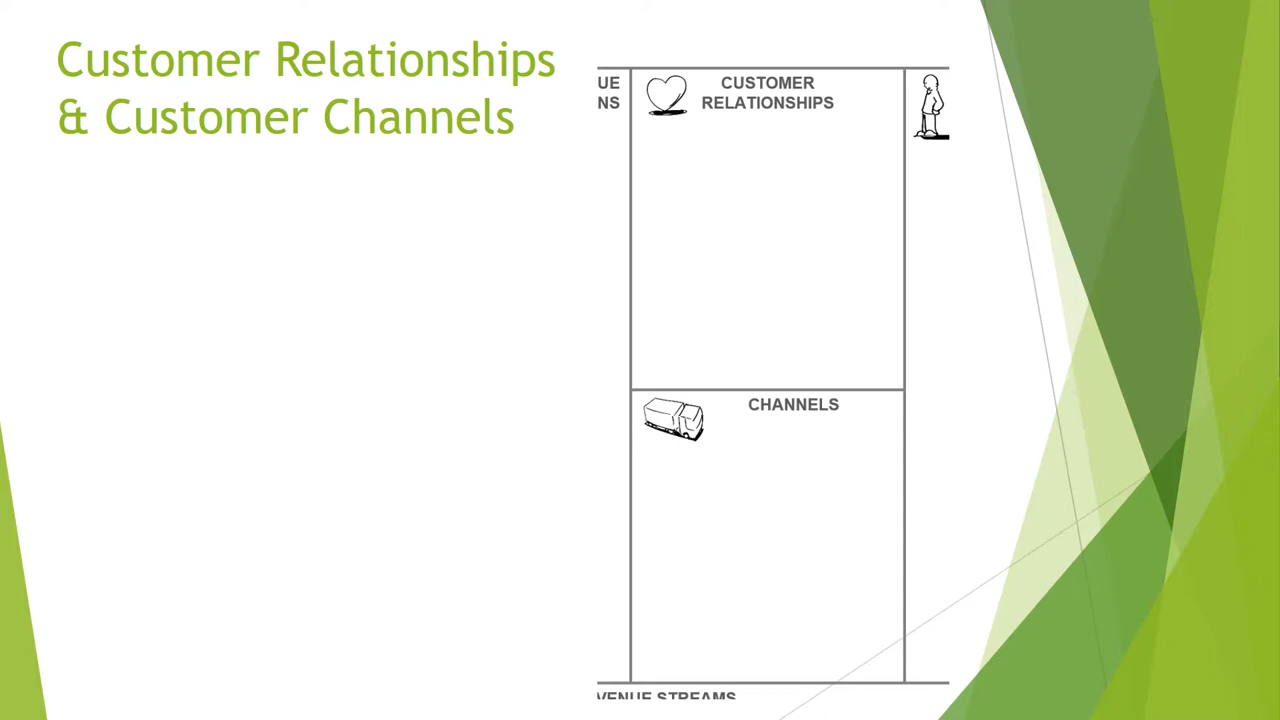 Customer Relationships
& Customer Channels
UE
NS
CUSTOMER
RELATIONSHIPS
CHANNELS
VENUE STREAMS